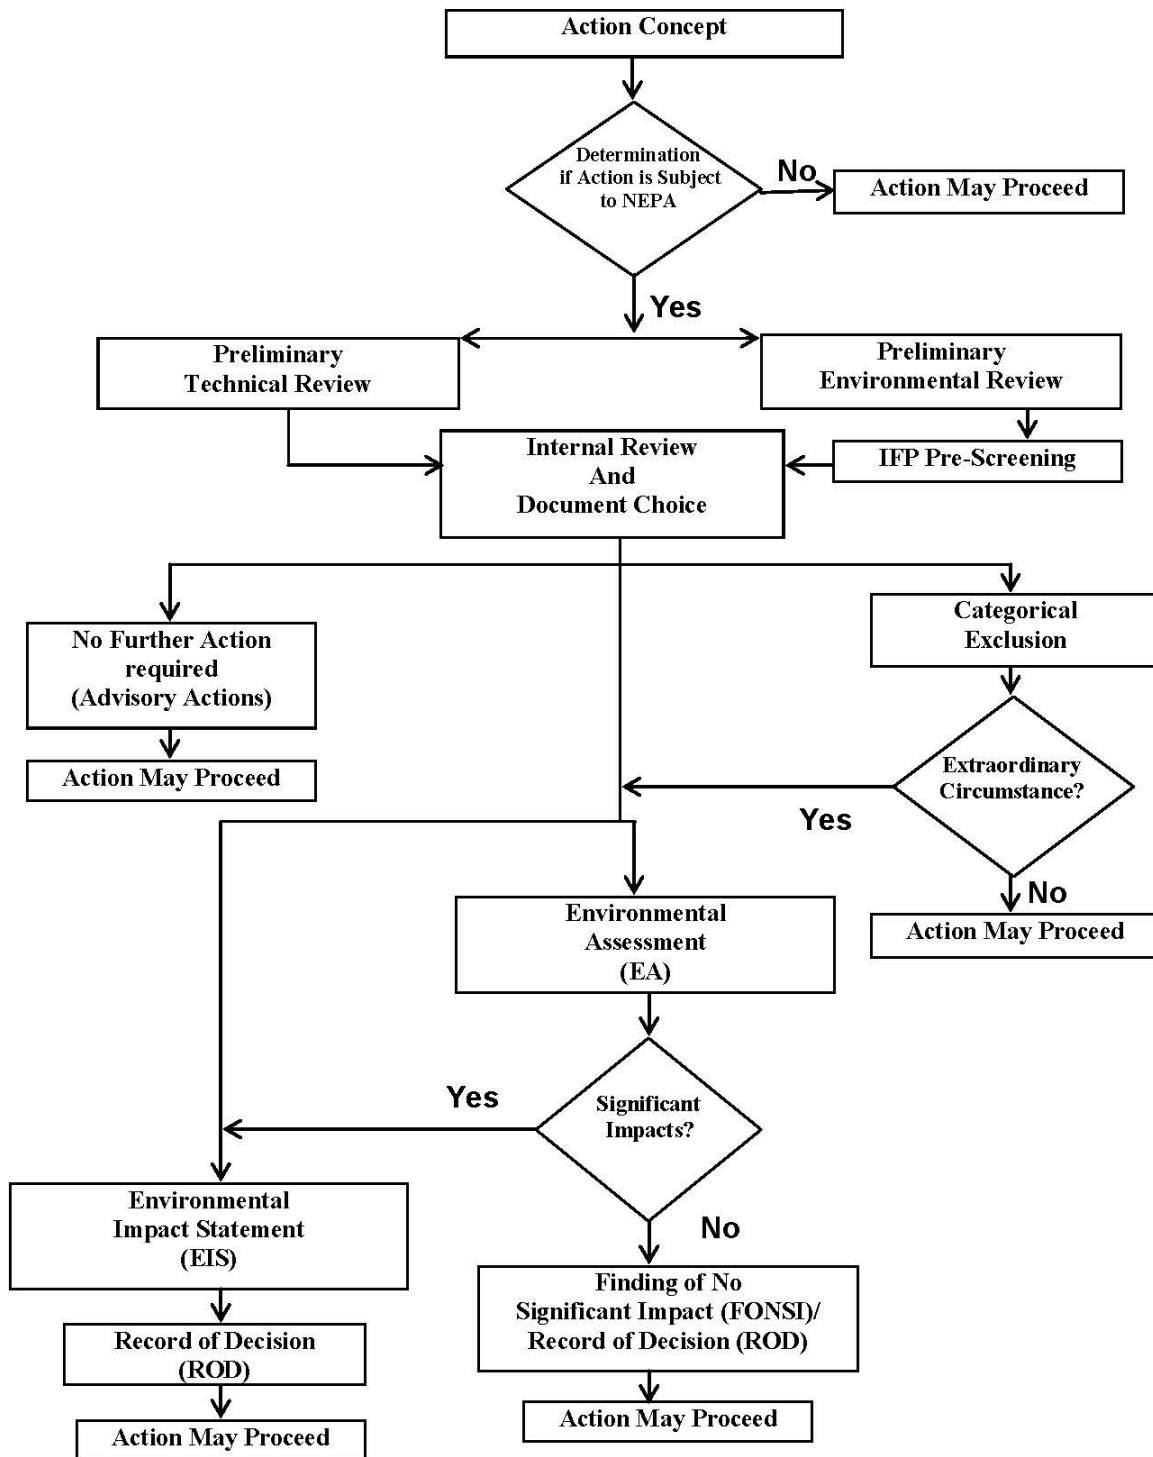 Action Concept
Determination
if Action is Subject
to NEPA
No
Action May Proceed
Yes
Preliminary
Technical Review
Preliminary
Environmental Review
Internal Review
And
Document Choice
IFP Pre-Screening
No Further Action
required
(Advisory Actions)
Action May Proceed
Categorical
Exclusion
Extraordinary
Circumstance?
Yes
No
Action May Proceed
Environmental
Assessment
(EA)
Significant
Impacts?
Yes
No
Environmental
Impact Statement
(EIS)
Record of Decision
(ROD)
Action May Proceed
Finding of No
Significant Impact (FONSI)/
Record of Decision (ROD)
Action May Proceed